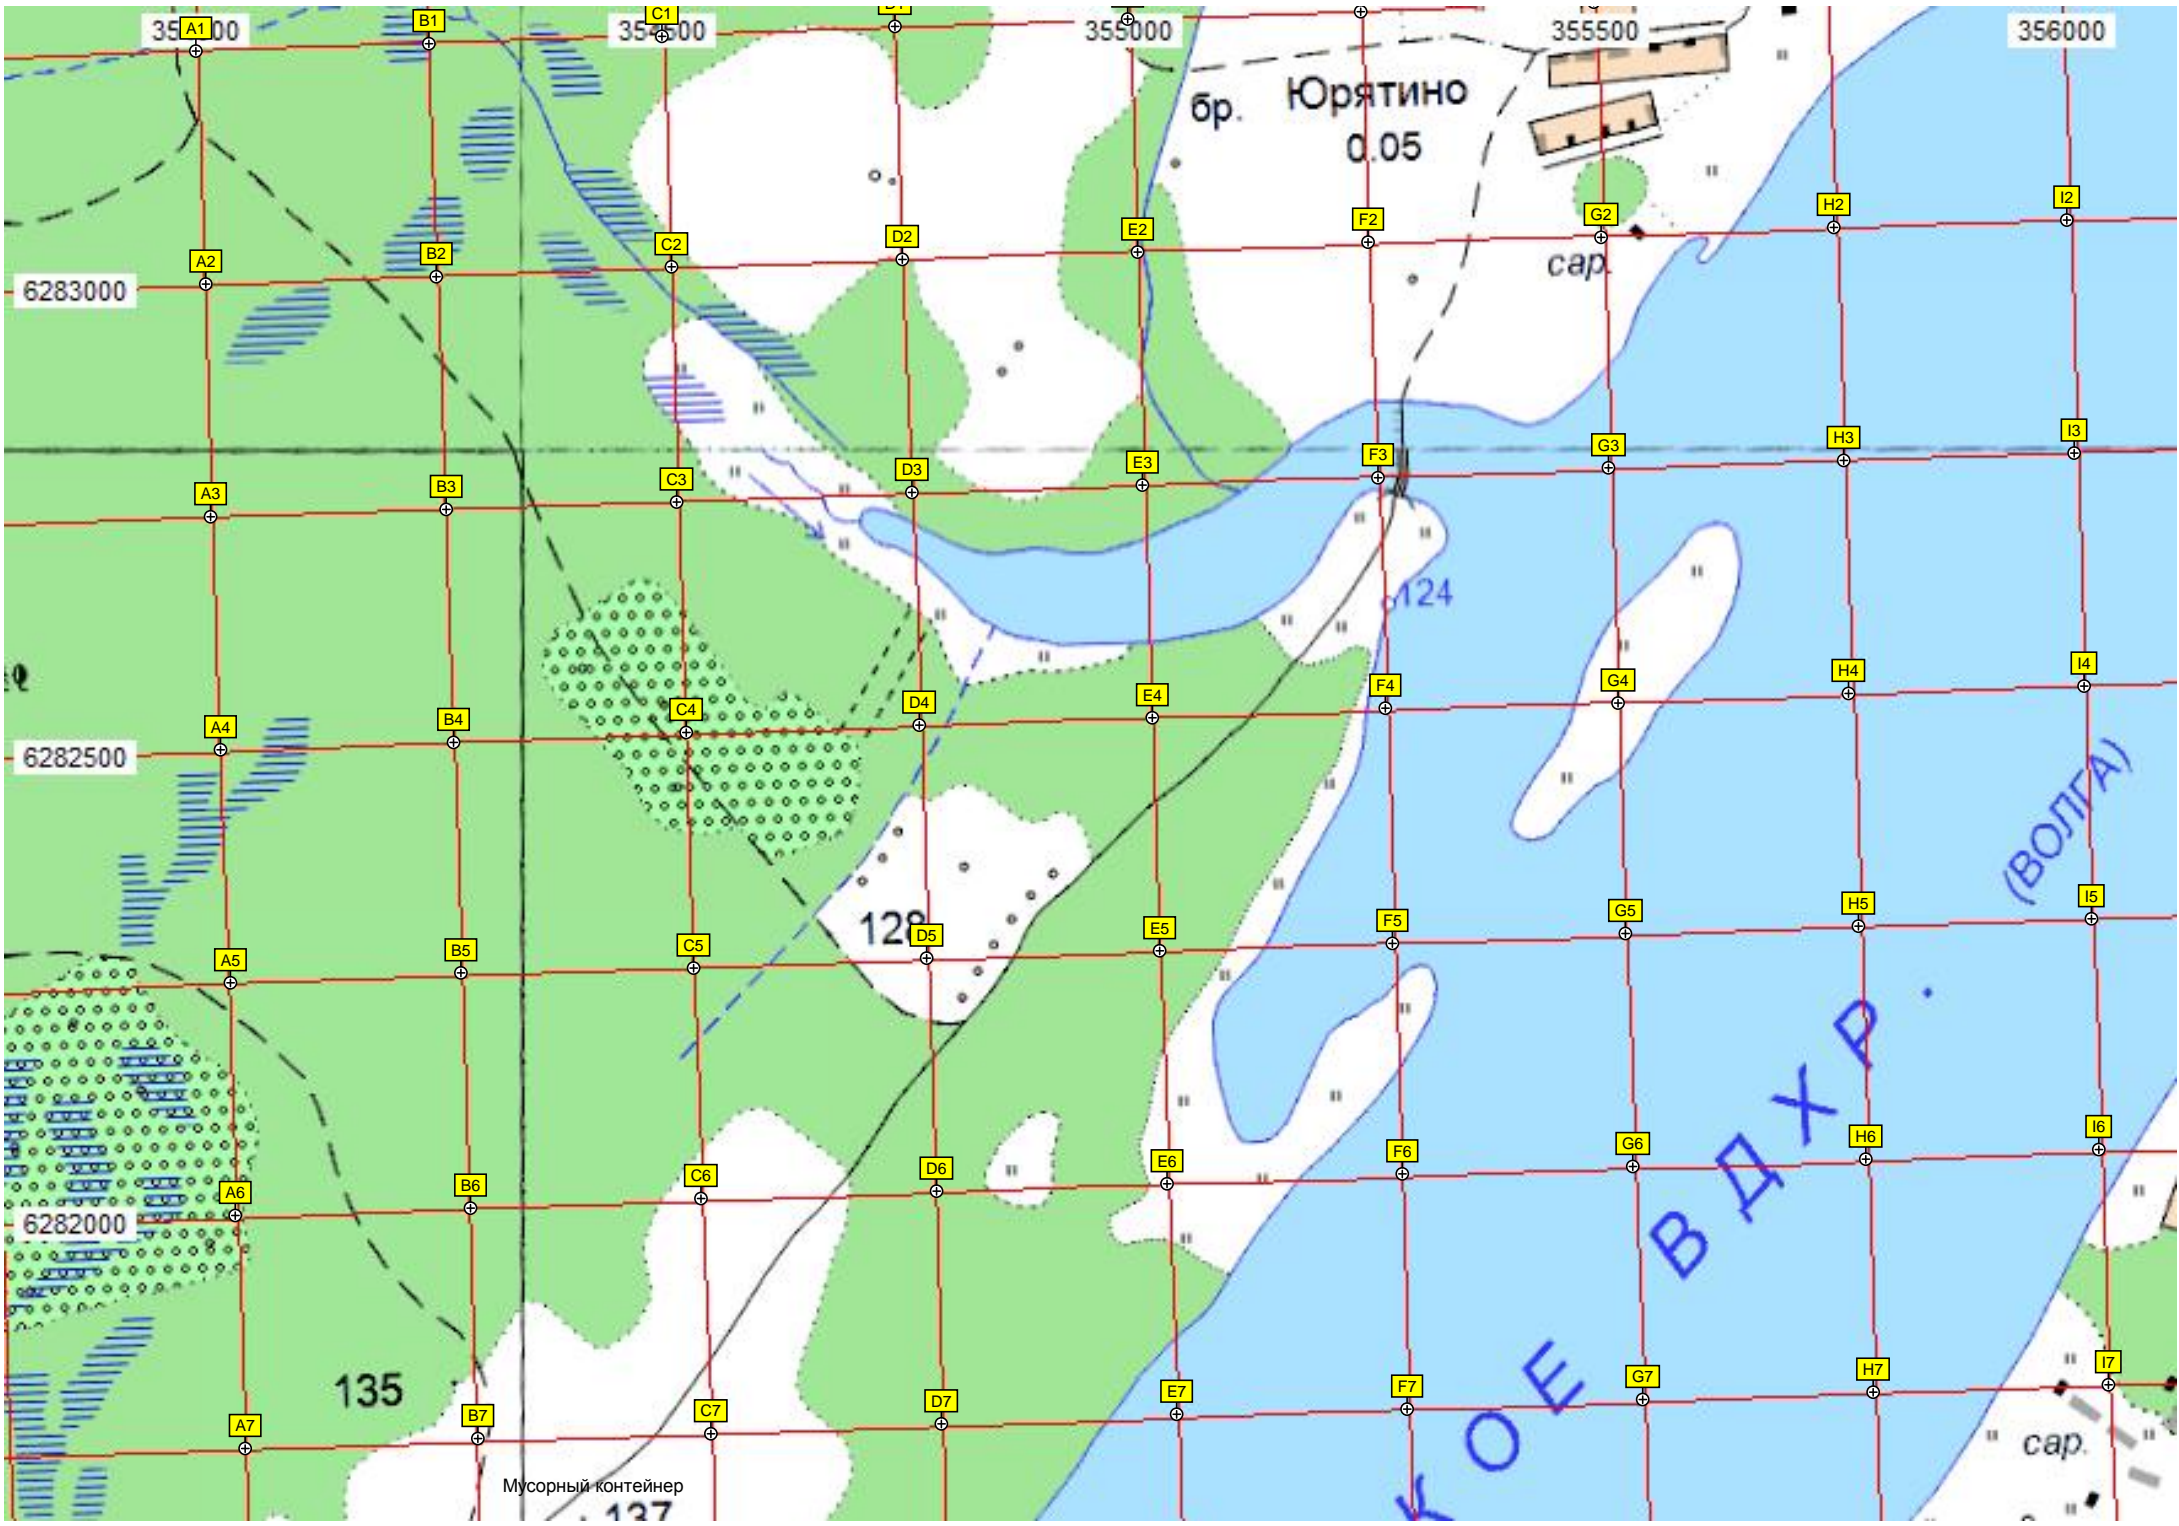 A1 B1 C1 D1
355000 355500 356000
бр. Юрятино
0.05
A2 B2 C2 D2 E2 F2 G2 H2 I2
сар.
6283000
A3 B3 C3 D3 E3 F3 G3 H3 I3
124
A4 B4 C4 D4 E4 F4 G4 H4 I4
6282500
(ВОЛГА)
128
A5 B5 C5 D5 E5 F5 G5 H5 I5
A6 B6 C6 D6 E6 F6 G6 H6 I6
6282000
КОЕ ВДХР.
135
A7 B7 C7 D7 E7 F7 G7 H7 I7
сар.
Мусорный контейнер
137